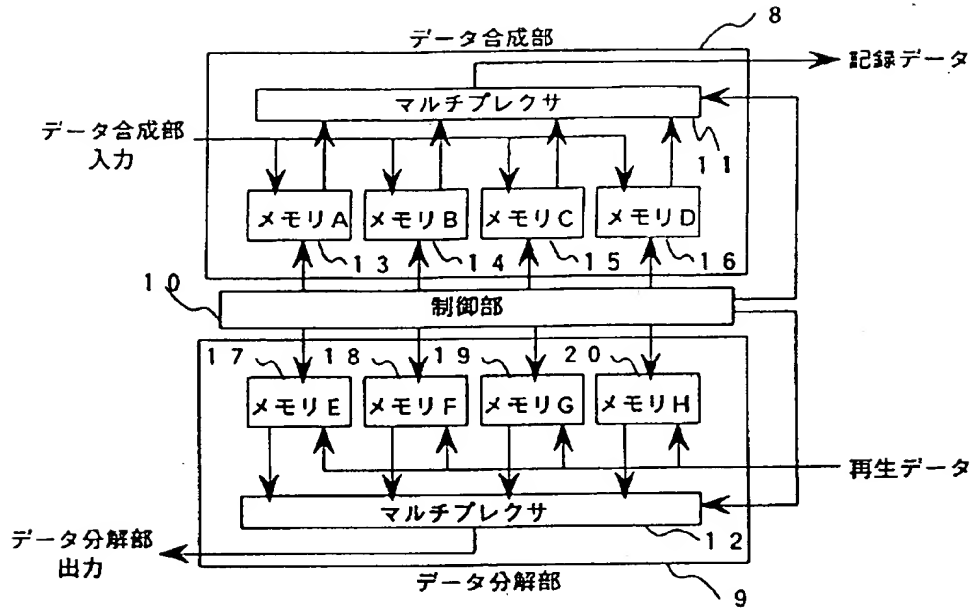 データ合成部
8
記録データ
マルチプレクサ
データ合成部
入力
11
メモリA
メモリB
メモリC
メモリD
13
14
15
16
10
制御部
17
18
19
20
メモリE
メモリF
メモリG
メモリH
再生データ
マルチプレクサ
12
データ分解部
出力
データ分解部
9